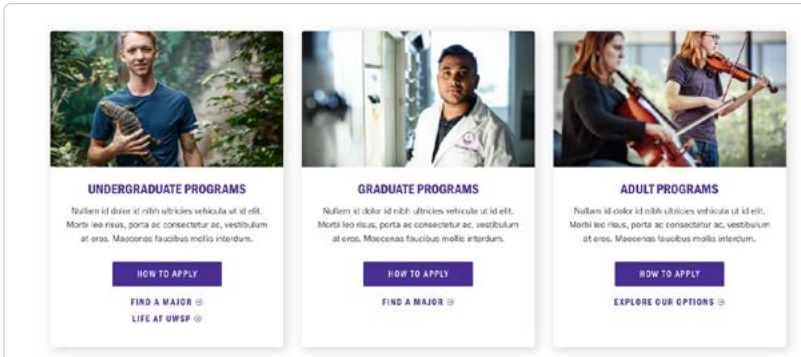 UNDERGRADUATE PROGRAMS
Nullam id dolor id nibh ultricies vehicula ut id elit.
Morbi leo risus, porta ac consectetur ac, vestibulum
at eros. Maecenas faucibus mollis interdum.
HOW TO APPLY
FIND A MAJOR
LIFE AT UWSP
GRADUATE PROGRAMS
Nullam id dolor id nibh ultricies vehicula ut id elit.
Morbi leo risus, porta ac consectetur ac, vestibulum
at eros. Maecenas faucibus mollis interdum.
HOW TO APPLY
FIND A MAJOR
ADULT PROGRAMS
Nullam id dolor id nibh ultricies vehicula ut id elit.
Morbi leo risus, porta ac consectetur ac, vestibulum
at eros. Maecenas faucibus mollis interdum.
HOW TO APPLY
EXPLORE OUR OPTIONS